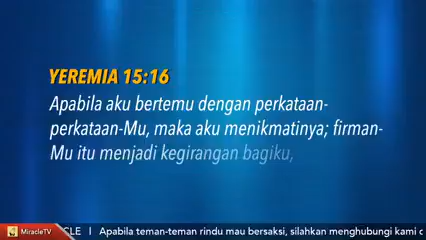 YEREMIA 15:16
Apabila aku bertemu dengan perkataan-
perkataan-Mu, maka aku menikmatinya; firman-
Mu itu menjadi kegirangan bagiku,
MiracleTV
CLE | Apabila teman-teman rindu mau bersaksi, silahkan menghubungi kami